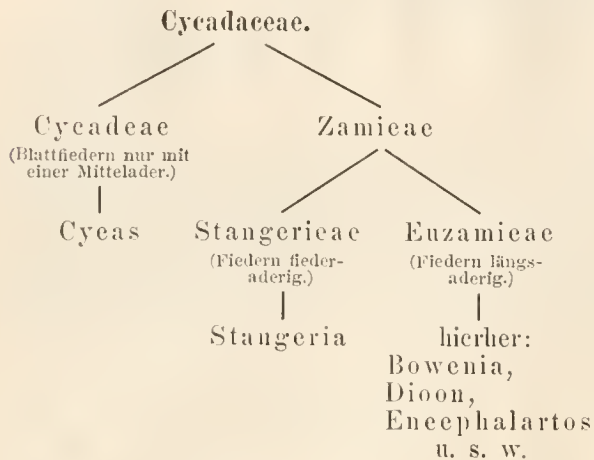 Cycadaceae.
Cycadeae
(Blattfiedern nur mit
einer Mittelader.)
Cycas
Zamieae
Stangerieae
(Fiedern fieder-
aderig.)
Stangeria
Euzamieae
(Fiedern längs-
aderig.)
hierher:
Bowenia,
Dioon,
Encephalartos
u. s. w.